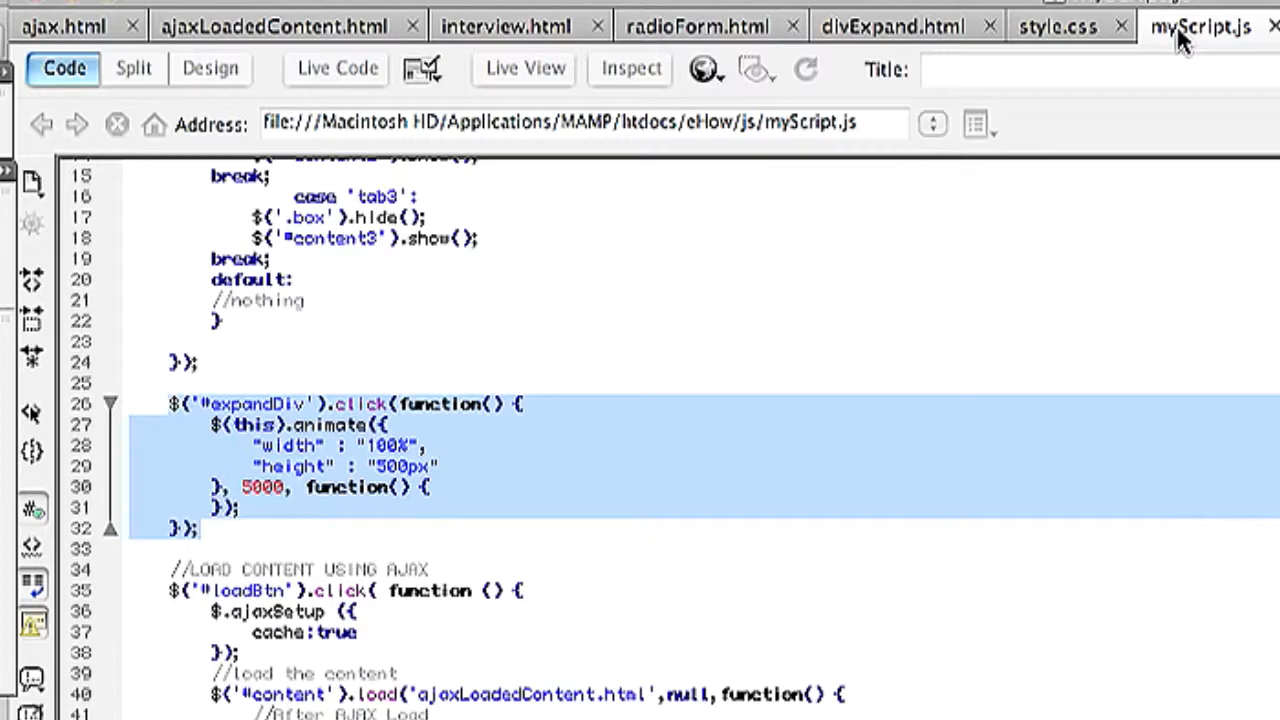 ajax.html ajaxLoadedContent.html interview.html radioForm.html divExpand.html style.css myScript.js
Code Split Design Live Code Live View Inspect Title:
Address: file:///Macintosh HD/Applications/MAMP/htdocs/eHow/js/myScript.js
15 break;
16 case 'tab3':
17 $('.box').hide();
18 $('#content3').show();
19 break;
20 default:
21 //nothing
22 }
23
24 });
25
26 $('#expandDiv').click(function() {
27 $(this).animate({
28 "width" : "100%",
29 "height" : "500px"
30 }, 5000, function() {
31 });
32 });
33
34 //LOAD CONTENT USING AJAX
35 $('#loadBtn').click( function () {
36 $.ajaxSetup ({
37 cache:true
38 });
39 //load the content
40 $('#content').load('ajaxLoadedContent.html',null,function() {
41 //After AJAX Load